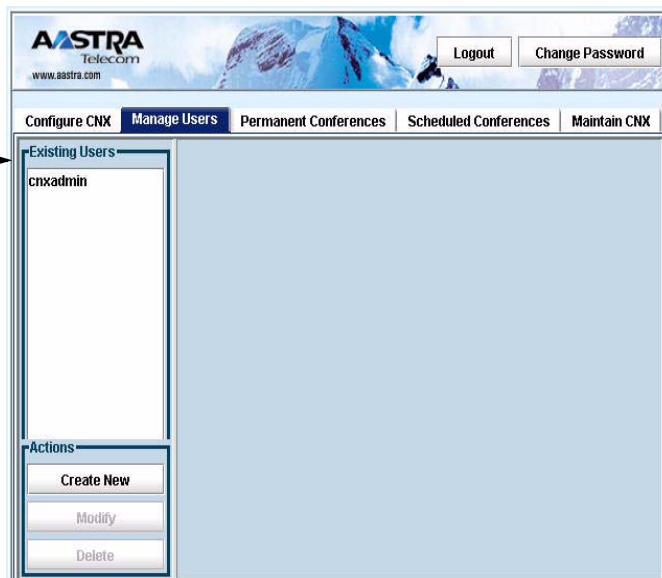 AASTRA
Telecom
www.aastra.com
Logout
Change Password
Configure CNX
Manage Users
Permanent Conferences
Scheduled Conferences
Maintain CNX
Existing Users
cnxadmin
Actions
Create New
Modify
Delete